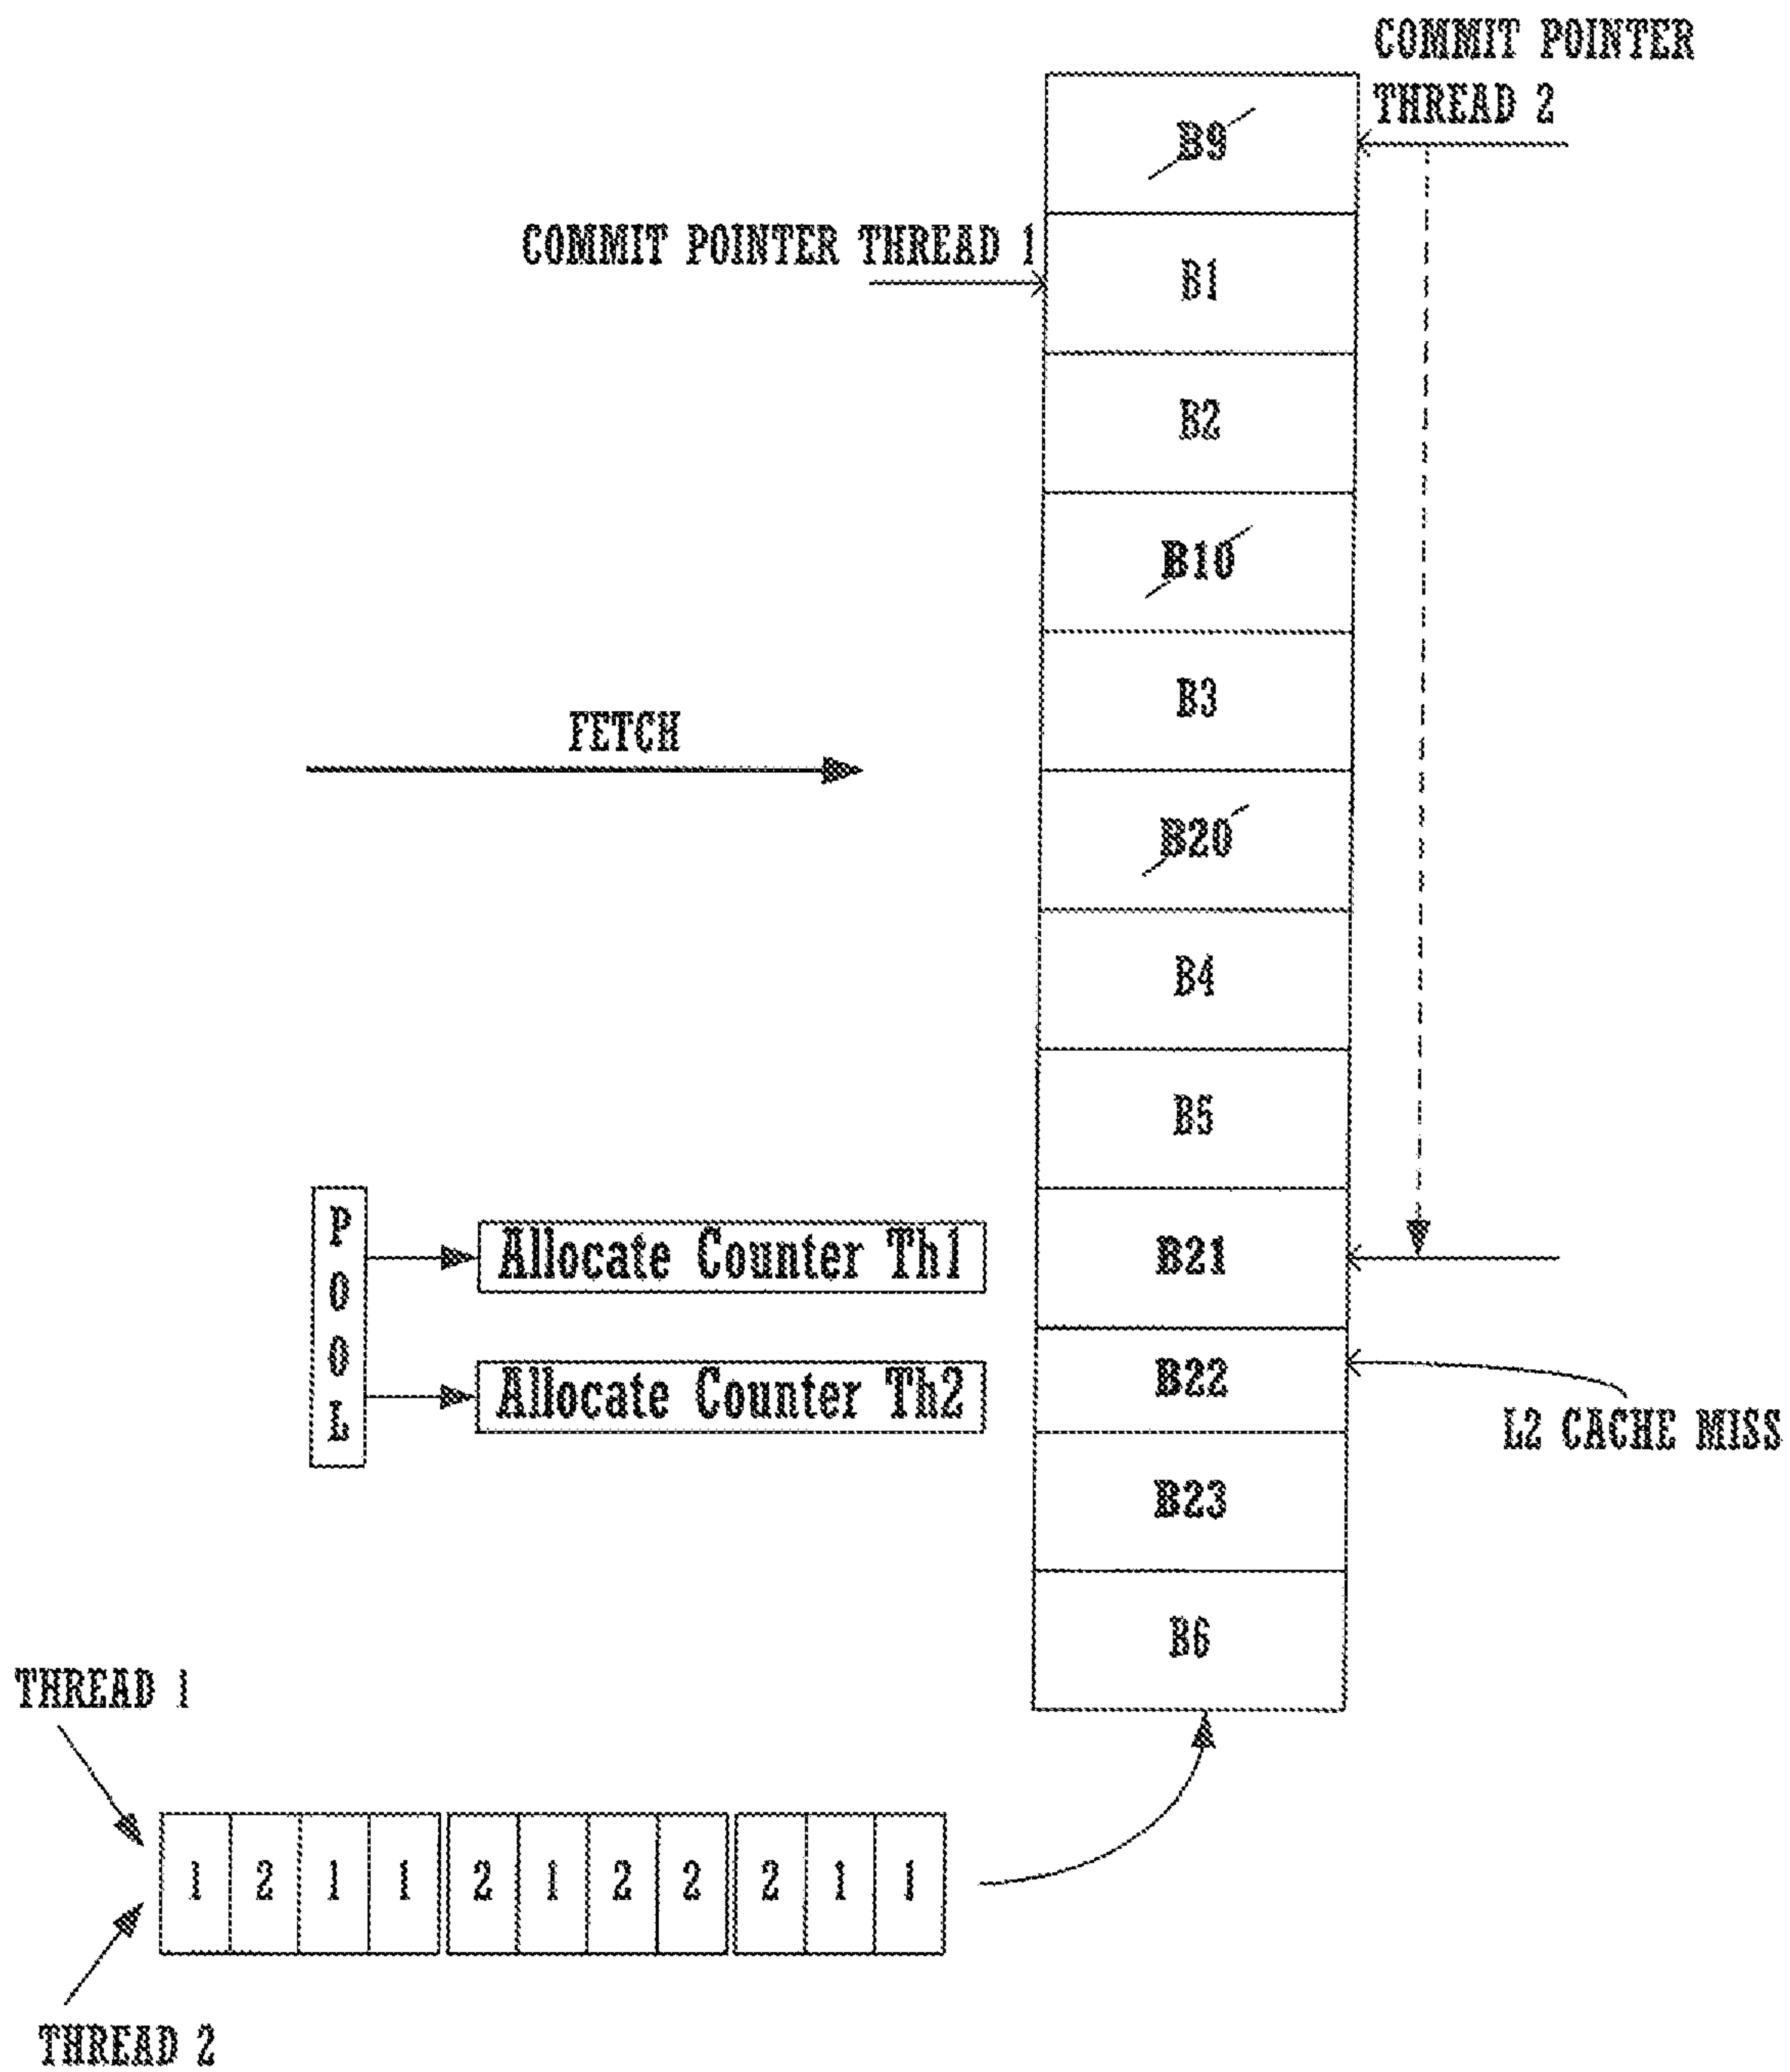 COMMIT POINTER
THREAD 2
B9
COMMIT POINTER THREAD 1
B1
B2
B10
B3
FETCH
B20
B4
B5
POOL
Allocate Counter Th1
B21
Allocate Counter Th2
B22
L2 CACHE MISS
B23
B6
THREAD 1
1 2 1 1 2 1 2 2 2 1 1
THREAD 2